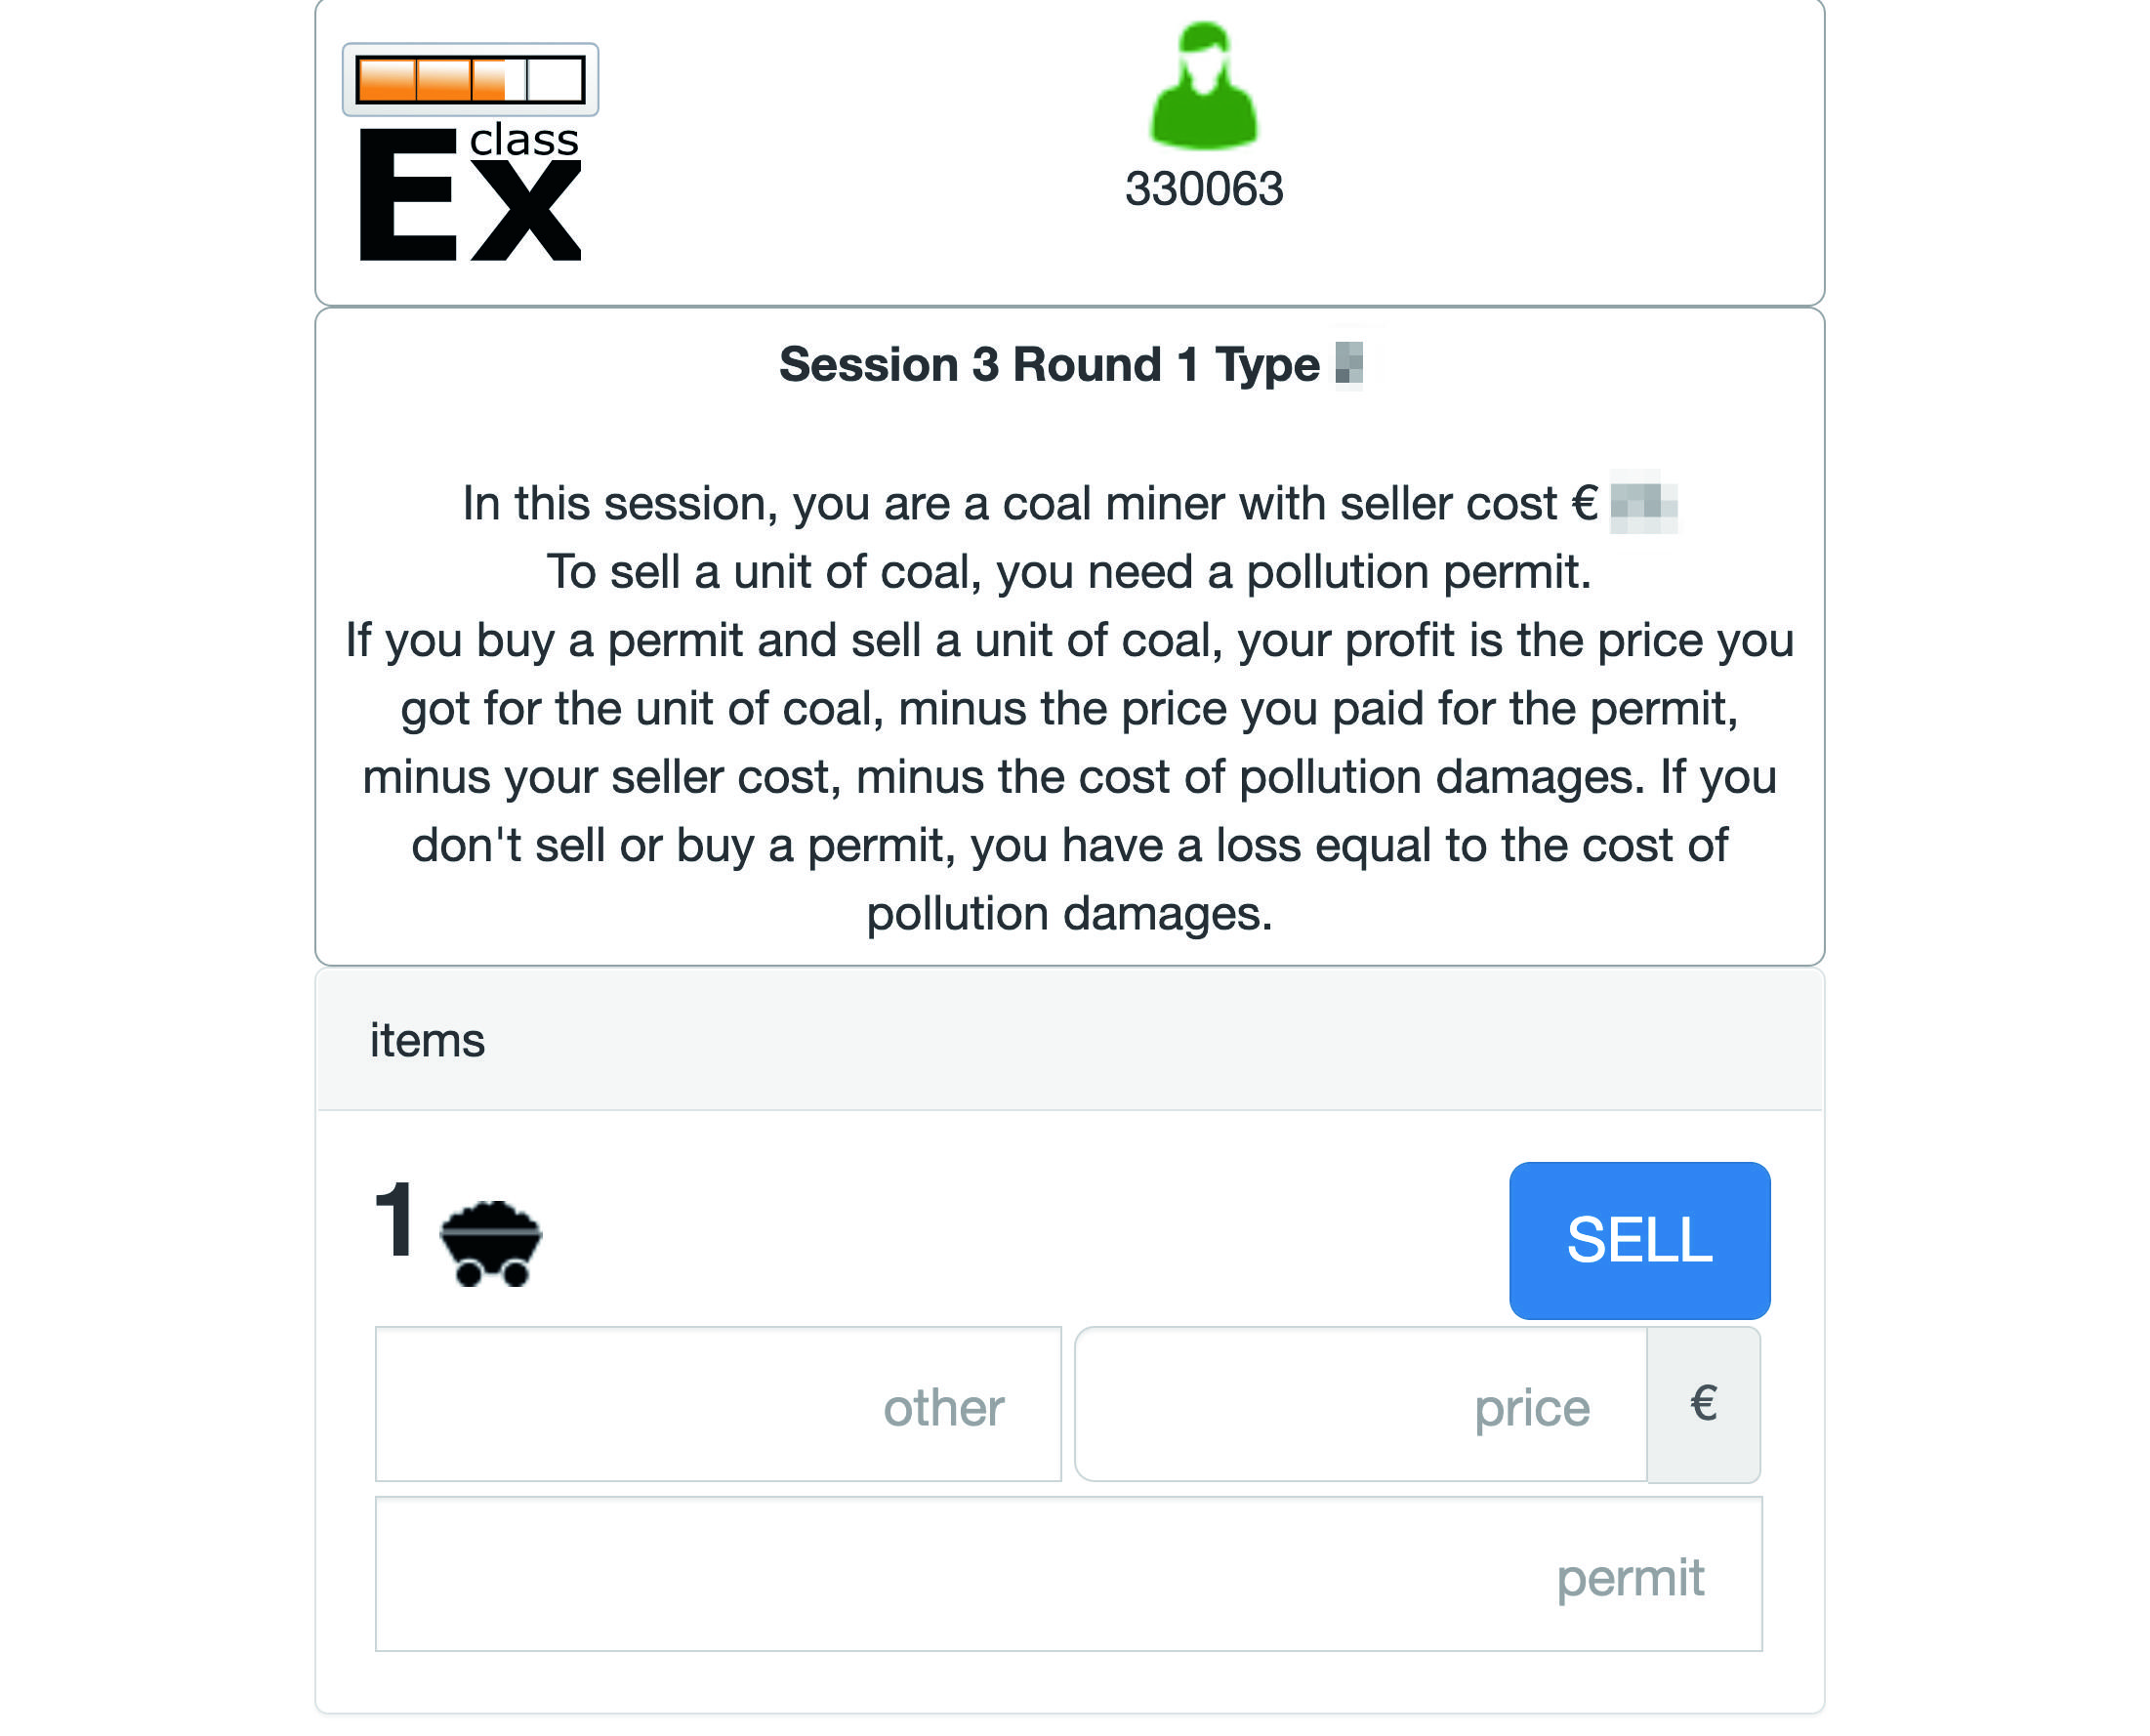 class
Ex
330063
Session 3 Round 1 Type
In this session, you are a coal miner with seller cost €
To sell a unit of coal, you need a pollution permit.
If you buy a permit and sell a unit of coal, your profit is the price you
got for the unit of coal, minus the price you paid for the permit,
minus your seller cost, minus the cost of pollution damages. If you
don't sell or buy a permit, you have a loss equal to the cost of
pollution damages.
items
1
SELL
other
price
€
permit